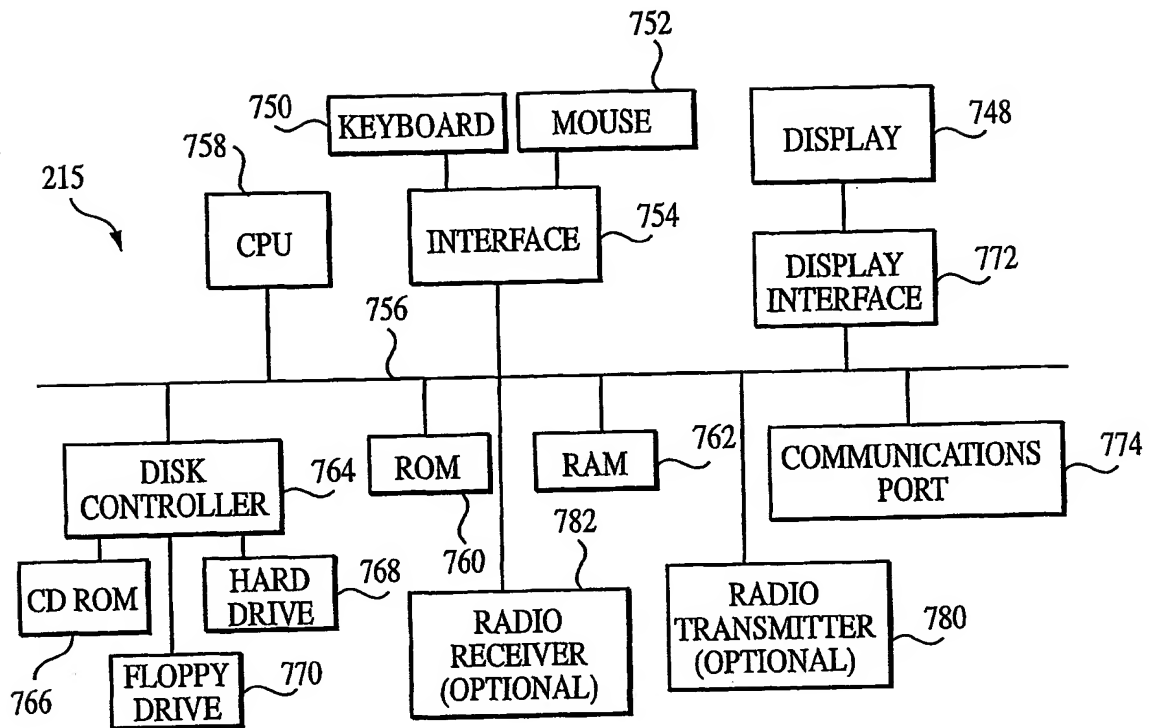 752
750
KEYBOARD
MOUSE
748
DISPLAY
758
215
CPU
INTERFACE
754
DISPLAY
INTERFACE
772
756
DISK
CONTROLLER
764
ROM
760
RAM
762
COMMUNICATIONS
PORT
774
CD ROM
766
HARD
DRIVE
768
FLOPPY
DRIVE
770
782
RADIO
RECEIVER
(OPTIONAL)
RADIO
TRANSMITTER
(OPTIONAL)
780